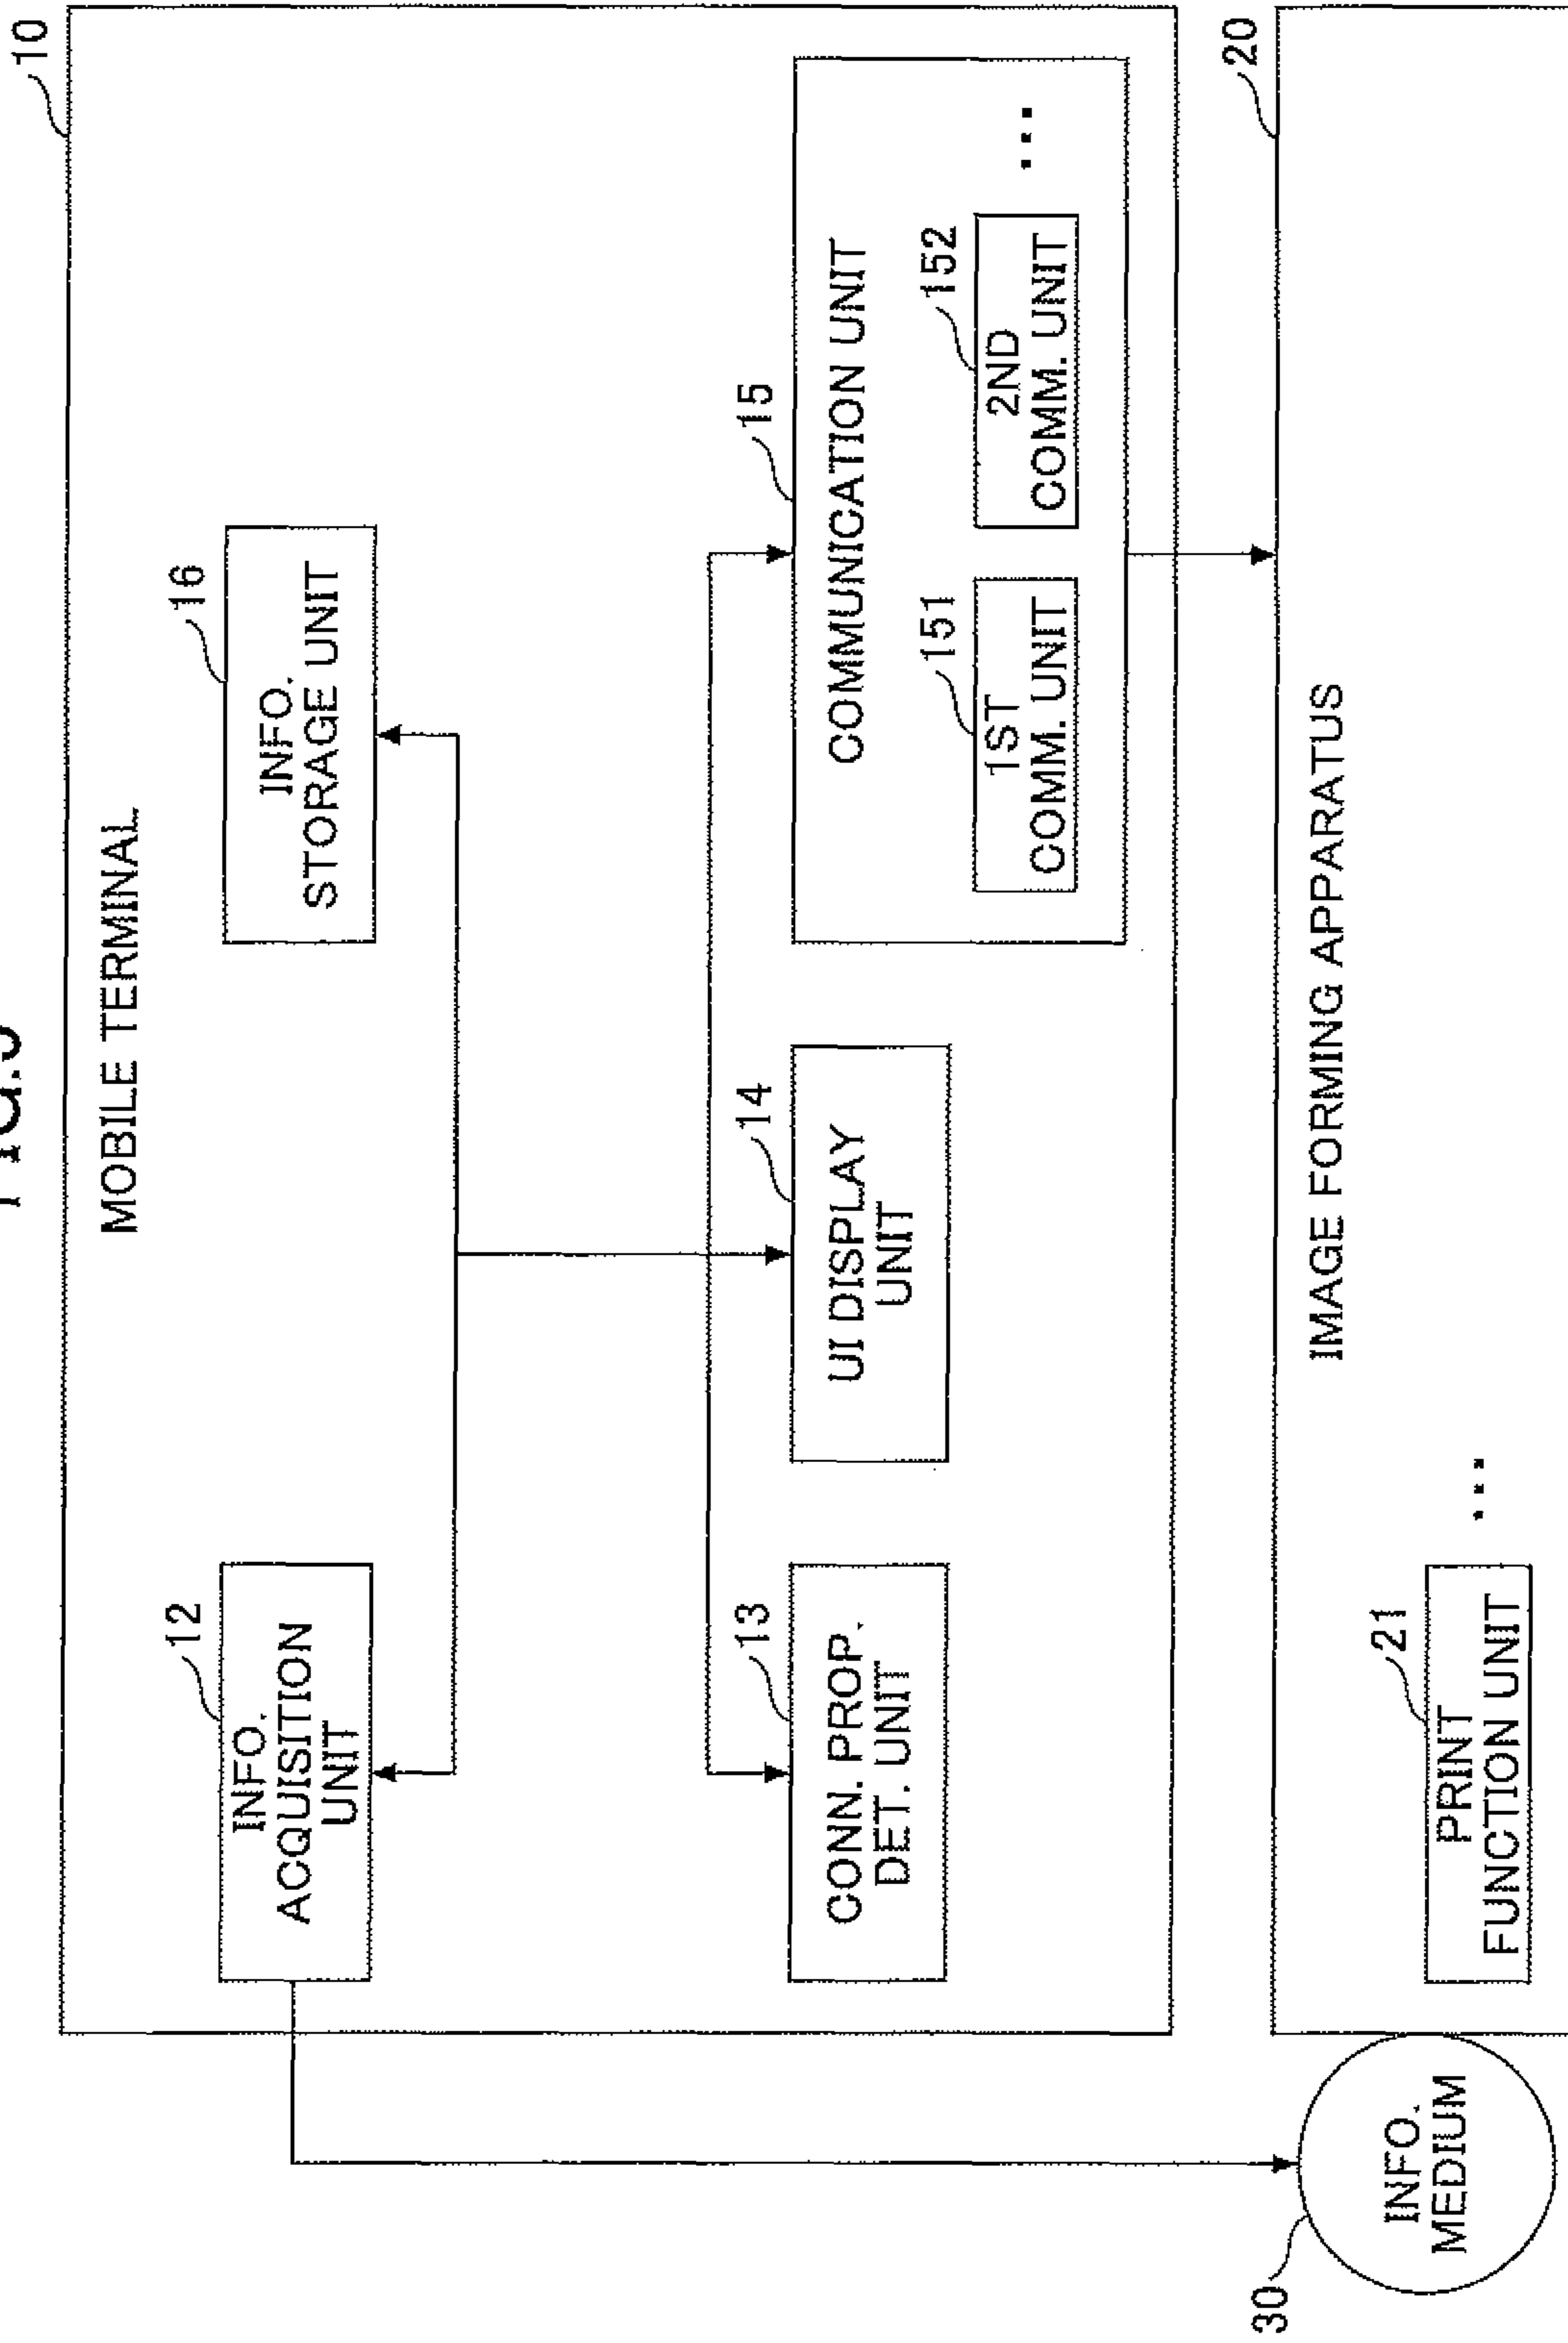 10
MOBILE TERMINAL
12
INFO.
ACQUISITION
UNIT
16
INFO.
STORAGE UNIT
13
CONN. PROP.
DET. UNIT
14
UI DISPLAY
UNIT
15
COMMUNICATION UNIT
151
1ST
COMM. UNIT
152
2ND
COMM. UNIT
...
20
IMAGE FORMING APPARATUS
30
INFO.
MEDIUM
21
PRINT
FUNCTION UNIT
...